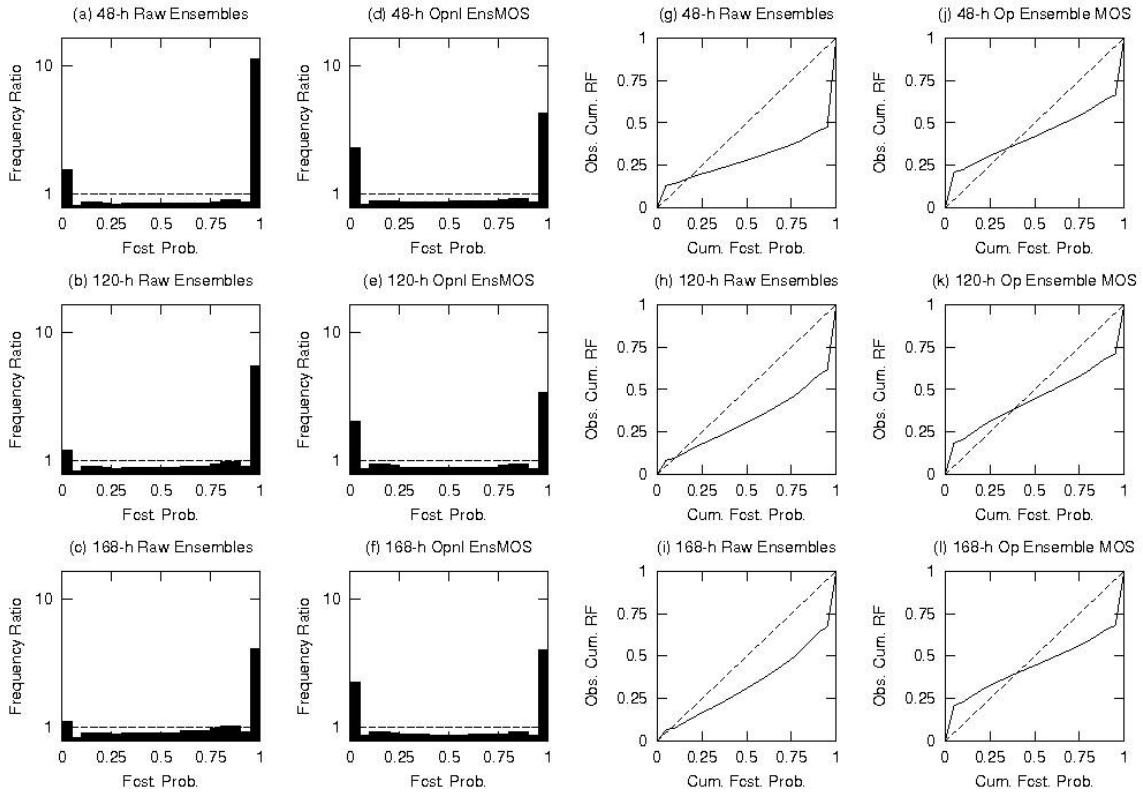 (a) 48-h Raw Ensembles
10
1
Frequency Ratio
0 0.25 0.5 0.75 1
Fcst. Prob.
(d) 48-h Opnl EnsMOS
10
1
Frequency Ratio
0 0.25 0.5 0.75 1
Fcst. Prob.
(g) 48-h Raw Ensembles
1
0.75
0.5
0.25
0
Obs. Cum. RF
0 0.25 0.5 0.75 1
Cum. Fcst. Prob.
(j) 48-h Op Ensemble MOS
1
0.75
0.5
0.25
0
Obs. Cum. RF
0 0.25 0.5 0.75 1
Cum. Fcst. Prob.
(b) 120-h Raw Ensembles
10
1
Frequency Ratio
0 0.25 0.5 0.75 1
Fcst. Prob.
(e) 120-h Opnl EnsMOS
10
1
Frequency Ratio
0 0.25 0.5 0.75 1
Fcst. Prob.
(h) 120-h Raw Ensembles
1
0.75
0.5
0.25
0
Obs. Cum. RF
0 0.25 0.5 0.75 1
Cum. Fcst. Prob.
(k) 120-h Op Ensemble MOS
1
0.75
0.5
0.25
0
Obs. Cum. RF
0 0.25 0.5 0.75 1
Cum. Fcst. Prob.
(c) 168-h Raw Ensembles
10
1
Frequency Ratio
0 0.25 0.5 0.75 1
Fcst. Prob.
(f) 168-h Opnl EnsMOS
10
1
Frequency Ratio
0 0.25 0.5 0.75 1
Fcst. Prob.
(i) 168-h Raw Ensembles
1
0.75
0.5
0.25
0
Obs. Cum. RF
0 0.25 0.5 0.75 1
Cum. Fcst. Prob.
(l) 168-h Op Ensemble MOS
1
0.75
0.5
0.25
0
Obs. Cum. RF
0 0.25 0.5 0.75 1
Cum. Fcst. Prob.